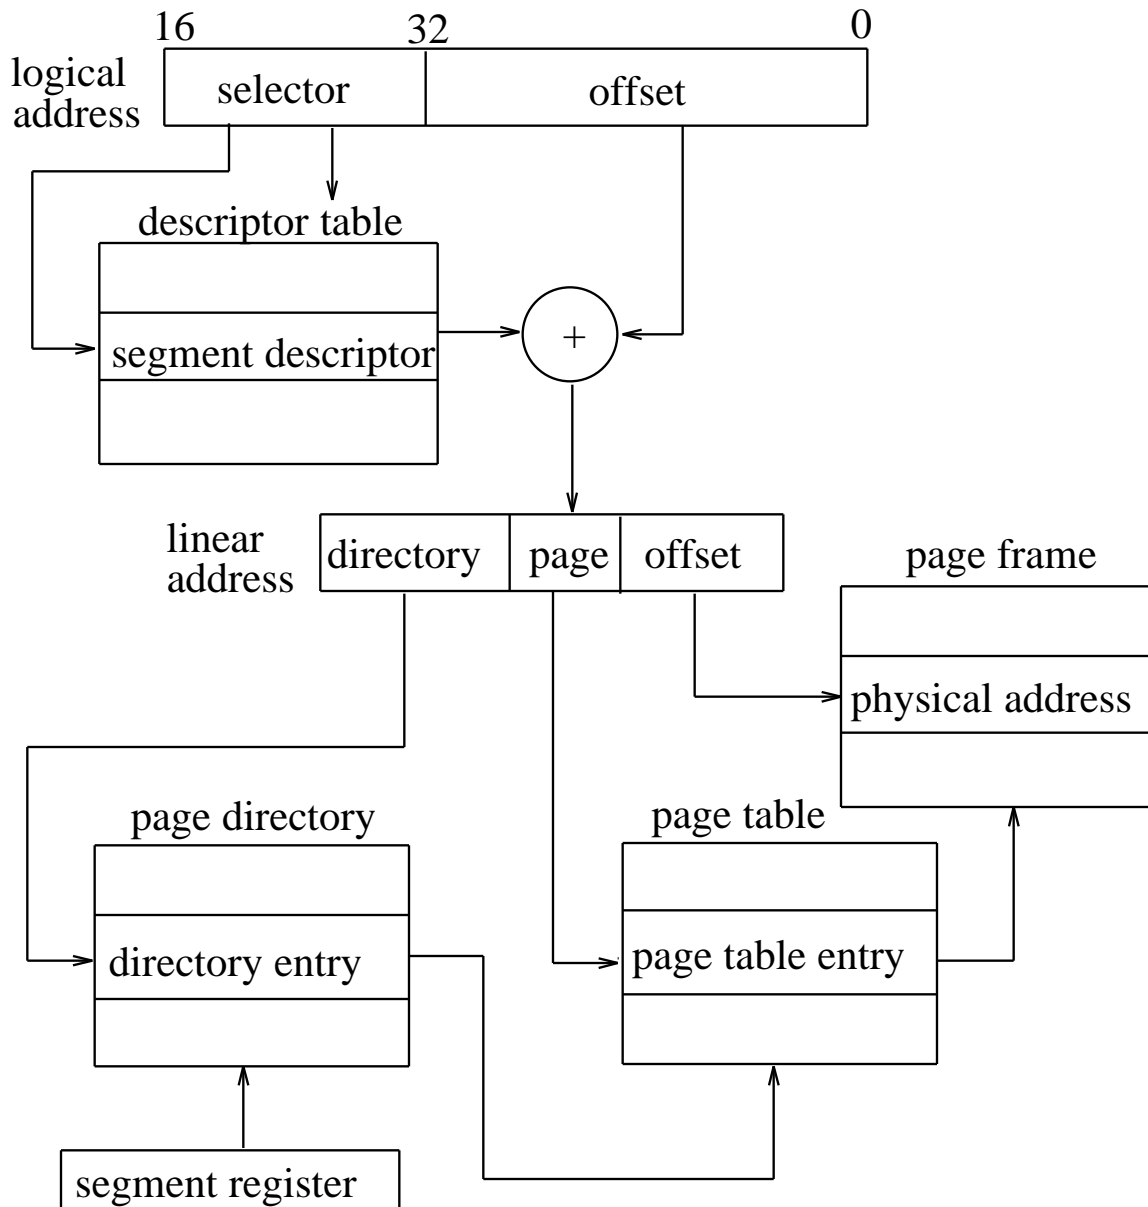 16 32 0
logical
address
selector offset
descriptor table
segment descriptor
+
linear
address
directory page offset
page frame
physical address
page directory
page table
directory entry
page table entry
segment register